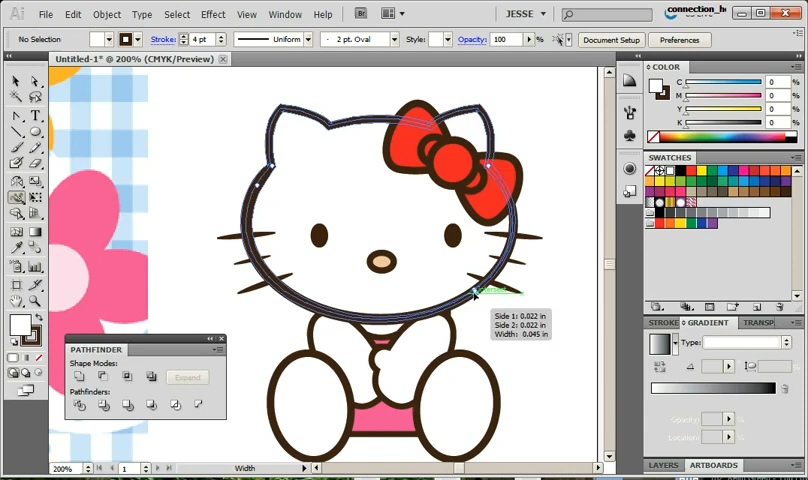 Ai File Edit Object Type Select Effect View Window Help Br JESSE connection_h
No Selection Stroke: 4 pt Uniform 2 pt. Oval Style: Opacity: 100 % Document Setup Preferences
Untitled-1* @ 200% (CMYK/Preview)
COLOR
C 0 %
M 0 %
Y 0 %
K 0 %
SWATCHES
Side 1: 0.022 in
Side 2: 0.022 in
Width: 0.045 in
STROKE GRADIENT TRANSP
Type:
Opacity:
Location:
PATHFINDER
Shape Modes:
Expand
Pathfinders:
LAYERS ARTBOARDS
200% 1 Width